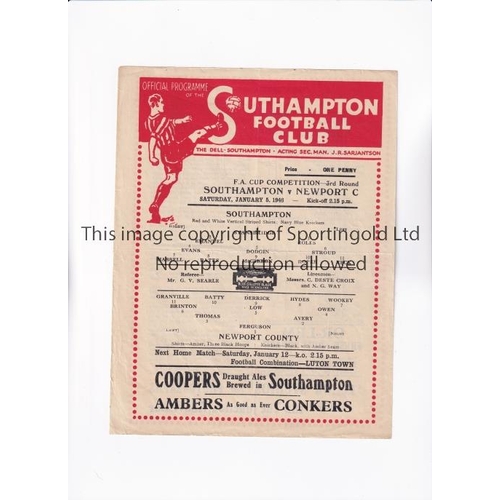 OFFICIAL PROGRAMME
OF THE
SOUTHAMPTON
FOOTBALL
CLUB
THE DELL-SOUTHAMPTON - ACTING SEC. MAN. J.R. SARJANTSON
Price - ONE PENNY
F.A. CUP COMPETITION—3rd Round
SOUTHAMPTON v NEWPORT C
SATURDAY, JANUARY 5, 1946 Kick-off 2.15 p.m.
SOUTHAMPTON
Red and White Vertical Striped Shirts. Navy Blue Knickers
This image is copyright of Sportingold Ltd
ROLES
EVANS DODGIN STROUD
No reproduction allowed
Referee— Linesmen—
Mr. G. V. SEARLE Messrs. C. DESTE CROIX
and N. G. WAY
GRANVILLE BATTY DERRICK HYDES WOOKEY
BRINTON LOW OWEN
THOMAS AVERY
FERGUSON
NEWPORT COUNTY
Next Home Match—Saturday, January 12—k.o. 2.15 p.m.
Football Combination—LUTON TOWN
COOPERS Draught Ales Brewed in Southampton
AMBERS As Good as Ever CONKERS